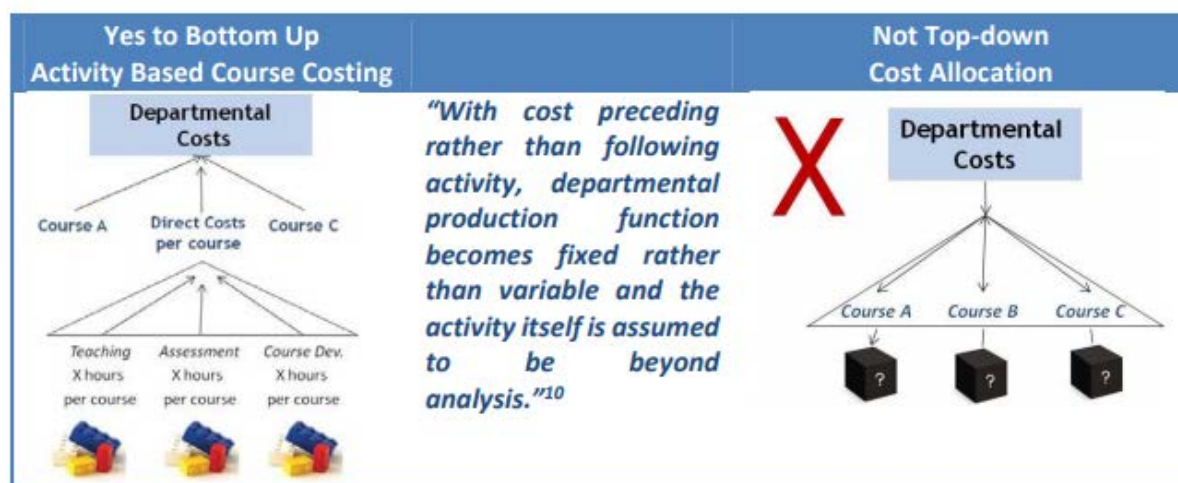 Yes to Bottom Up
Activity Based Course Costing
Departmental
Costs
Course A
Direct Costs
per course
Course C
Teaching
X hours
per course
Assessment
X hours
per course
Course Dev.
X hours
per course
“With cost preceding
rather than following
activity, departmental
production function
becomes fixed rather
than variable and the
activity itself is assumed
to be beyond
analysis.”10
Not Top-down
Cost Allocation
X
Departmental
Costs
Course A
Course B
Course C
?
?
?